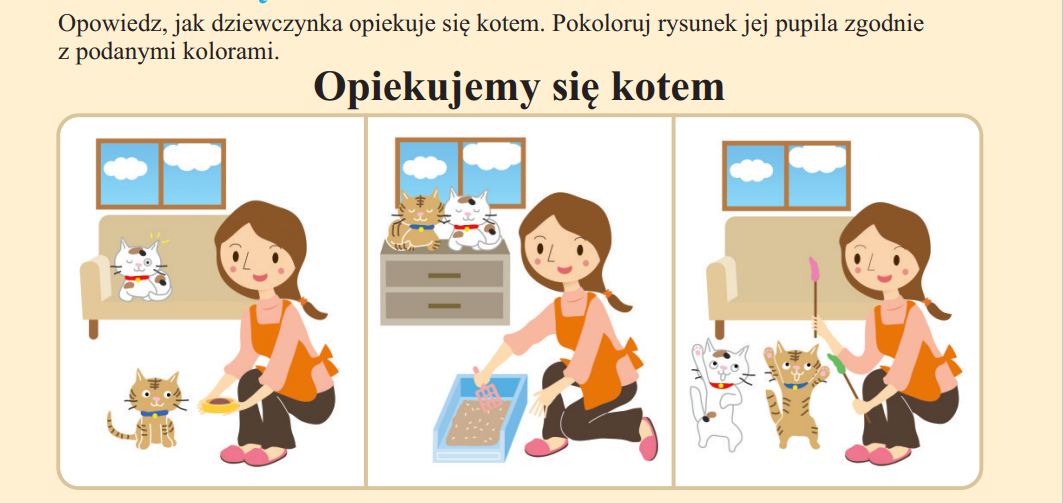 Opowiedz, jak dziewczynka opiekuje się kotem. Pokoloruj rysunek jej pupila zgodnie
z podanymi kolorami.
Opiekujemy się kotem